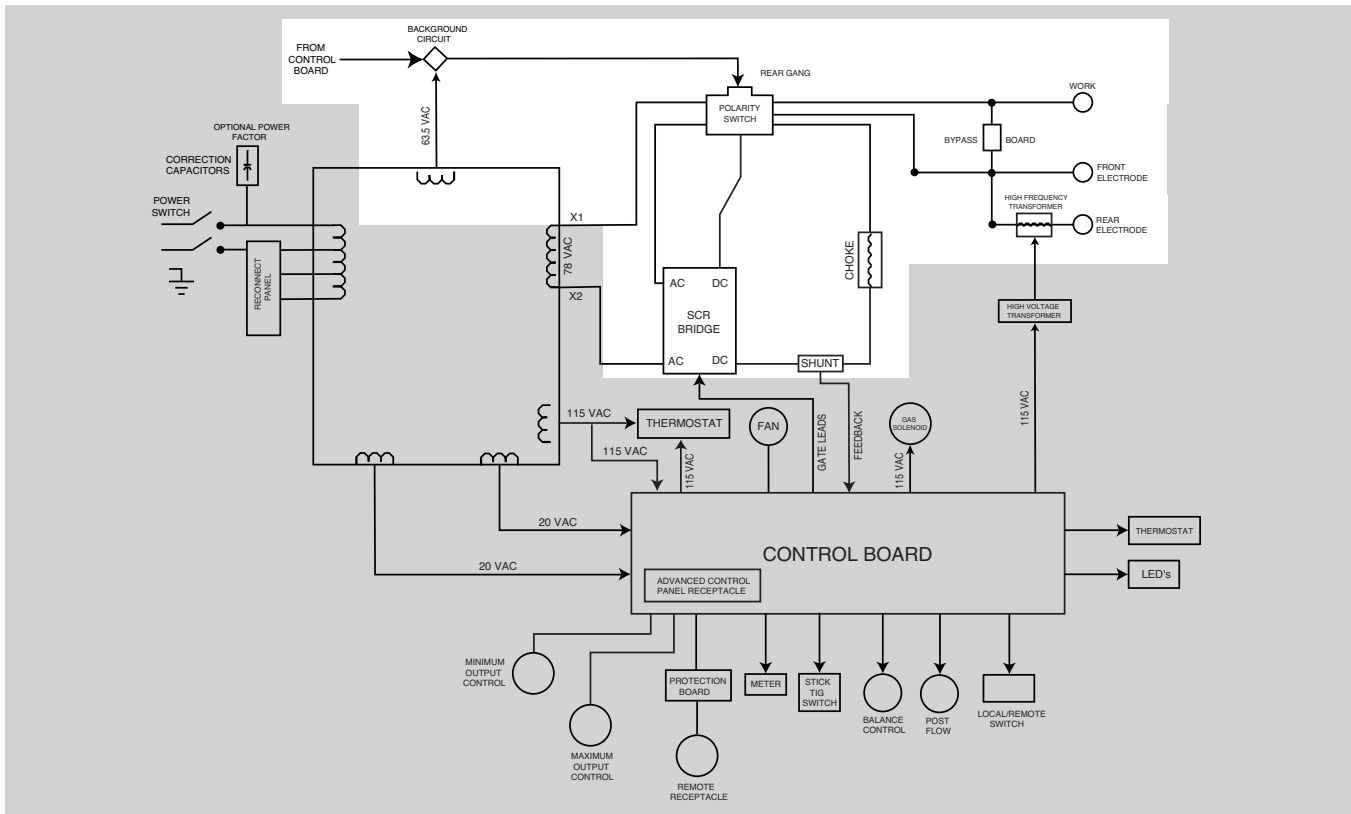 BACKGROUND
CIRCUIT
FROM
CONTROL
BOARD
63.5 VAC
REAR GANG
POLARITY
SWITCH
WORK
BYPASS
BOARD
FRONT
ELECTRODE
HIGH FREQUENCY
TRANSFORMER
REAR
ELECTRODE
OPTIONAL POWER
FACTOR
CORRECTION
CAPACITORS
POWER
SWITCH
RECONNECT
PANEL
X1
78 VAC
X2
AC
DC
SCR
BRIDGE
AC
DC
CHOKE
SHUNT
HIGH VOLTAGE
TRANSFORMER
115 VAC
THERMOSTAT
115 VAC
115 VAC
FAN
GATE LEADS
FEEDBACK
GAS
SOLENOID
115 VAC
115 VAC
20 VAC
20 VAC
CONTROL BOARD
ADVANCED CONTROL
PANEL RECEPTACLE
THERMOSTAT
LED's
MINIMUM
OUTPUT
CONTROL
MAXIMUM
OUTPUT
CONTROL
PROTECTION
BOARD
REMOTE
RECEPTACLE
METER
STICK
TIG
SWITCH
BALANCE
CONTROL
POST
FLOW
LOCAL/REMOTE
SWITCH